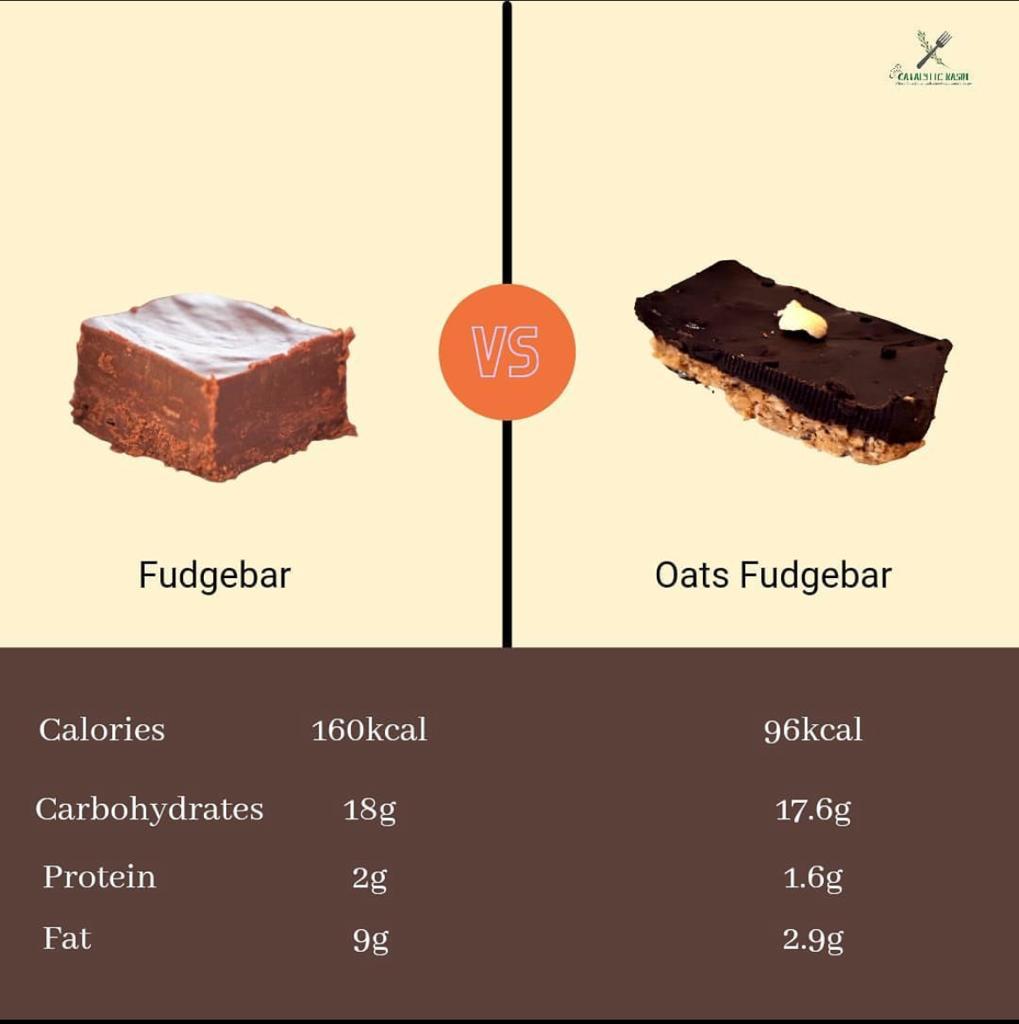 VS
Fudgebar
Oats Fudgebar
Calories 160kcal 96kcal
Carbohydrates 18g 17.6g
Protein 2g 1.6g
Fat 9g 2.9g